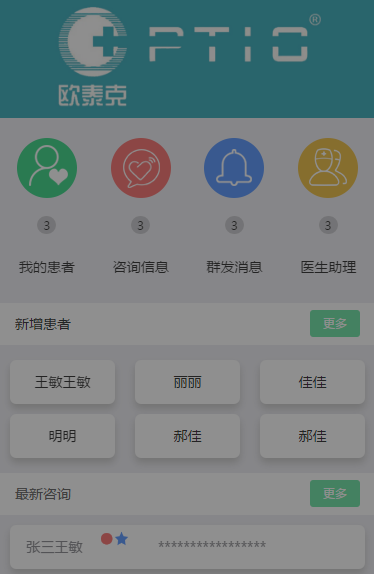 PTIO®
欧泰克
3 3 3 3
我的患者 咨询信息 群发消息 医生助理
新增患者 更多
王敏王敏 丽丽 佳佳
明明 郝佳 郝佳
最新咨询 更多
张三王敏 *****************